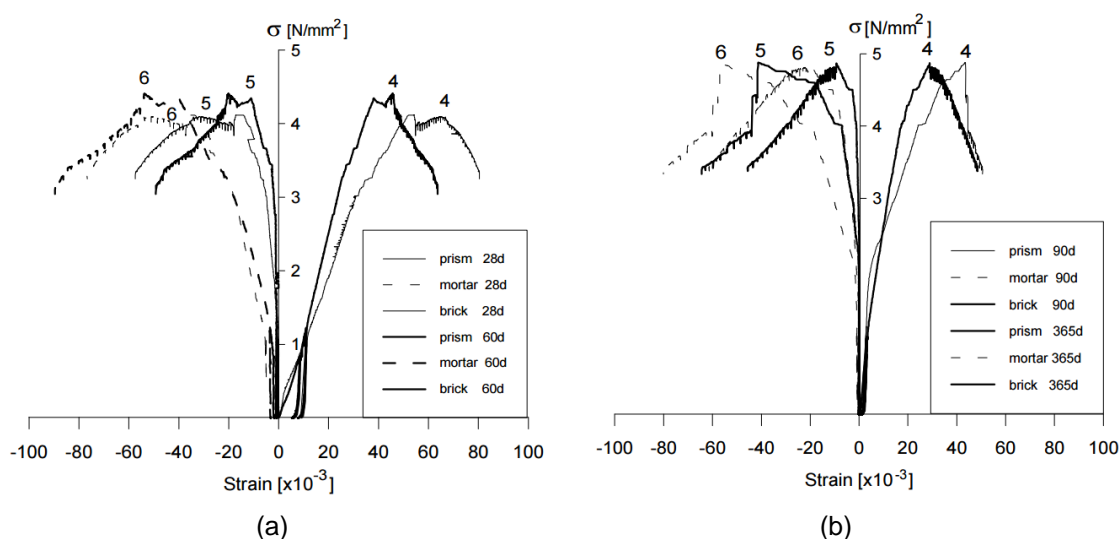 σ [N/mm²]
5
6
5
4
6
5
4
4
3
2
1
prism 28d
mortar 28d
brick 28d
prism 60d
mortar 60d
brick 60d
-100 -80 -60 -40 -20 0 20 40 60 80 100
Strain [x10⁻³]
(a)
σ [N/mm²]
5
6 5 6 5 4 4
4
3
prism 90d
mortar 90d
brick 90d
prism 365d
mortar 365d
brick 365d
-100 -80 -60 -40 -20 0 20 40 60 80 100
Strain [x10⁻³]
(b)